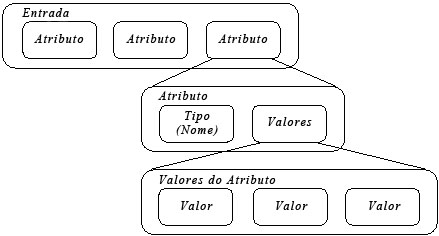 Entrada
Atributo Atributo Atributo
Atributo
Tipo
(Nome)
Valores
Valores do Atributo
Valor Valor Valor